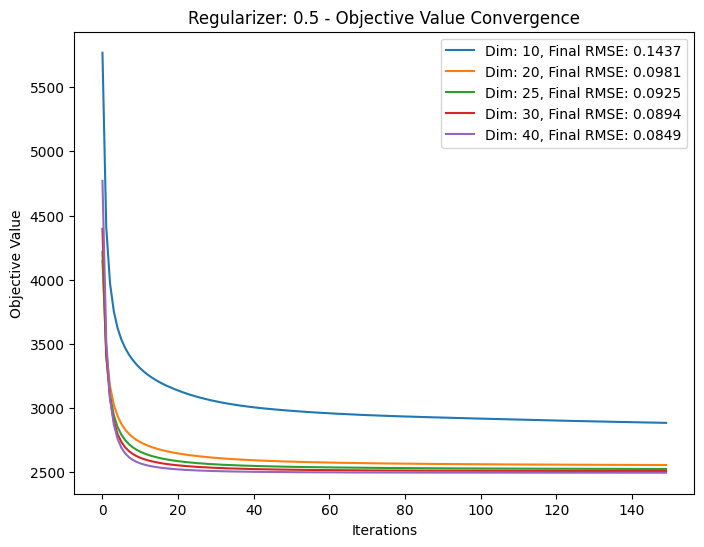 Regularizer: 0.5 - Objective Value Convergence
Dim: 10, Final RMSE: 0.1437
Dim: 20, Final RMSE: 0.0981
Dim: 25, Final RMSE: 0.0925
Dim: 30, Final RMSE: 0.0894
Dim: 40, Final RMSE: 0.0849
Objective Value
5500
5000
4500
4000
3500
3000
2500
0 20 40 60 80 100 120 140
Iterations